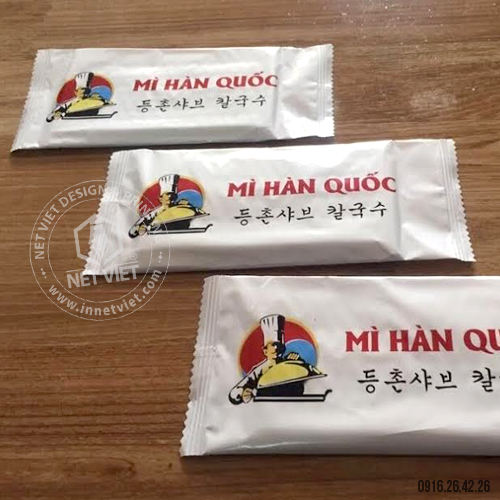 MÌ HÀN QUỐC
등촌샤브 칼국수
MÌ HÀN QUỐC
등촌샤브 칼국수
NETVIET DESIGN & PRINT
NET VIET
www.innetviet.com
MÌ HÀN QU
등촌샤브 칼
0916.26.42.26